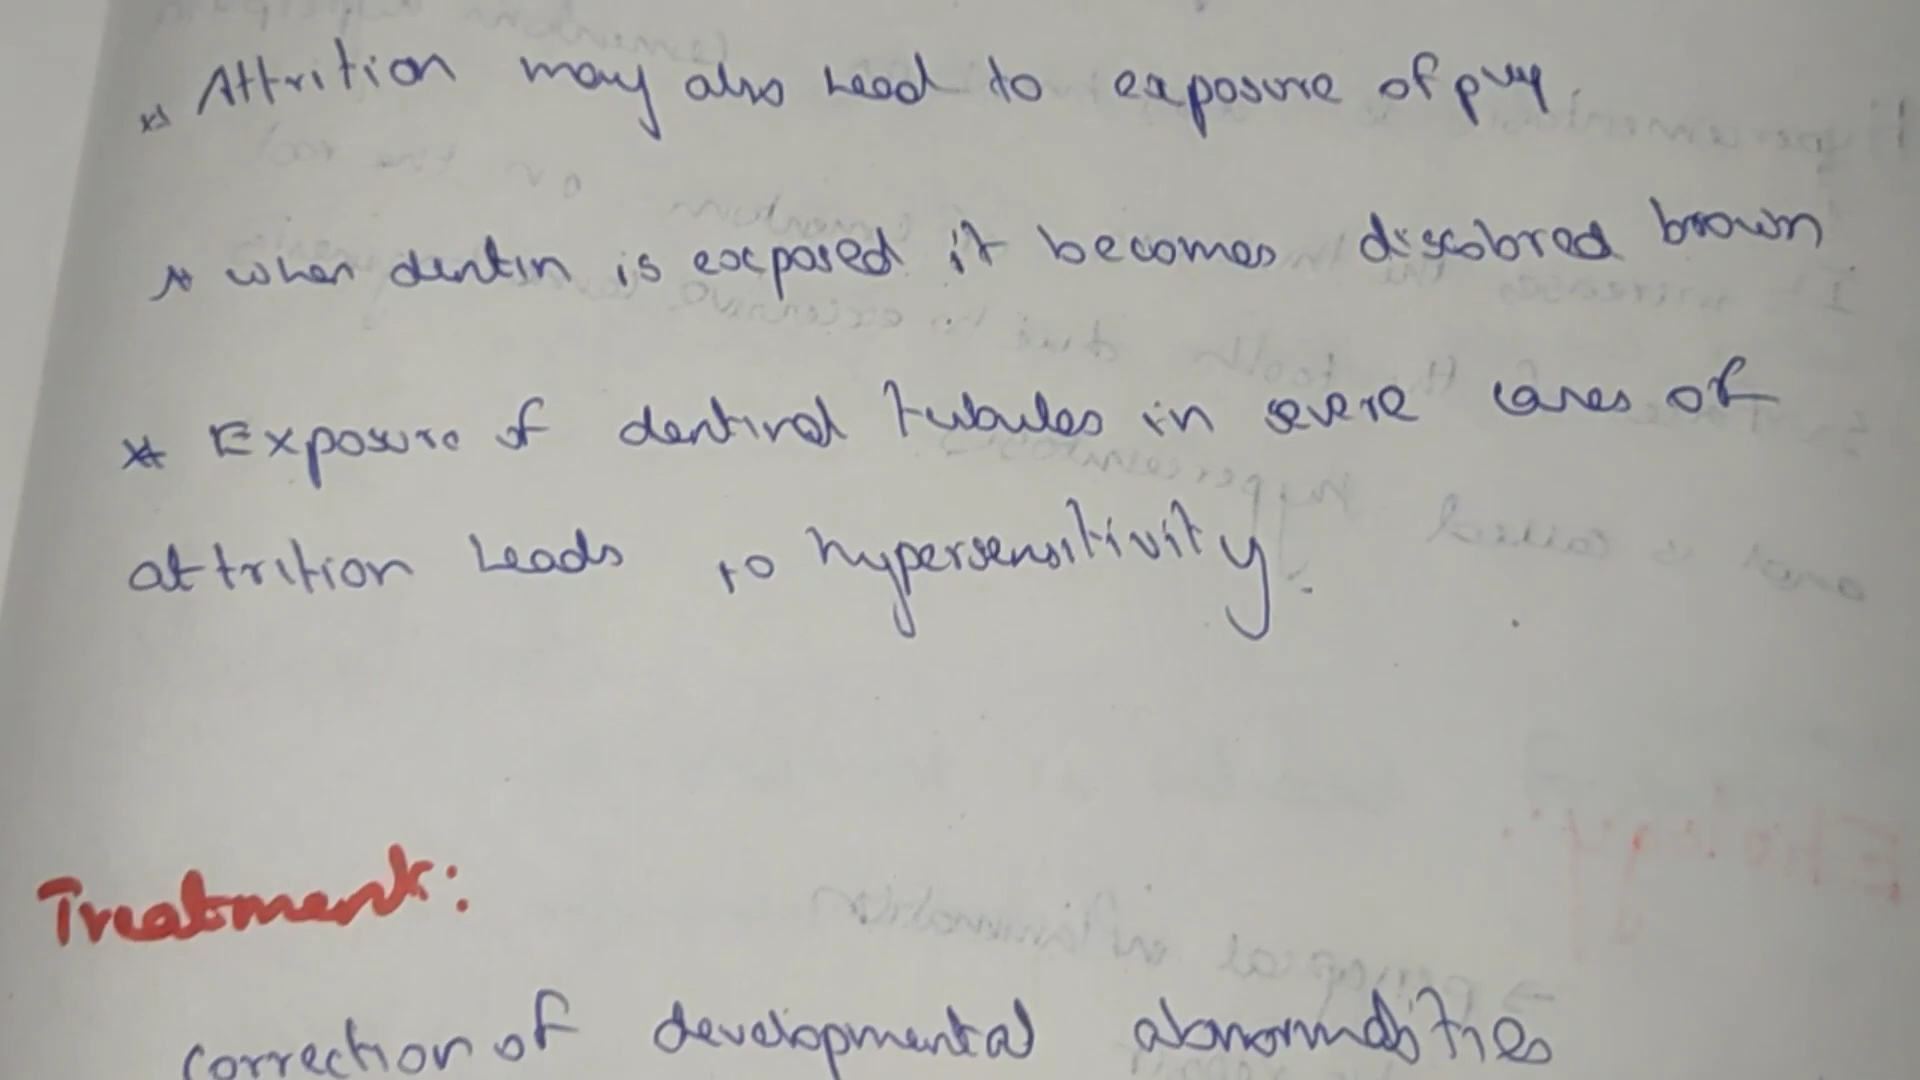 * Attrition may also lead to exposure of pulp.
* when dentin is exposed it becomes discolored brown
* Exposure of dentinal tubules in severe cases of
attrition leads to hypersensitivity.
Treatment:
correction of developmental abnormalities